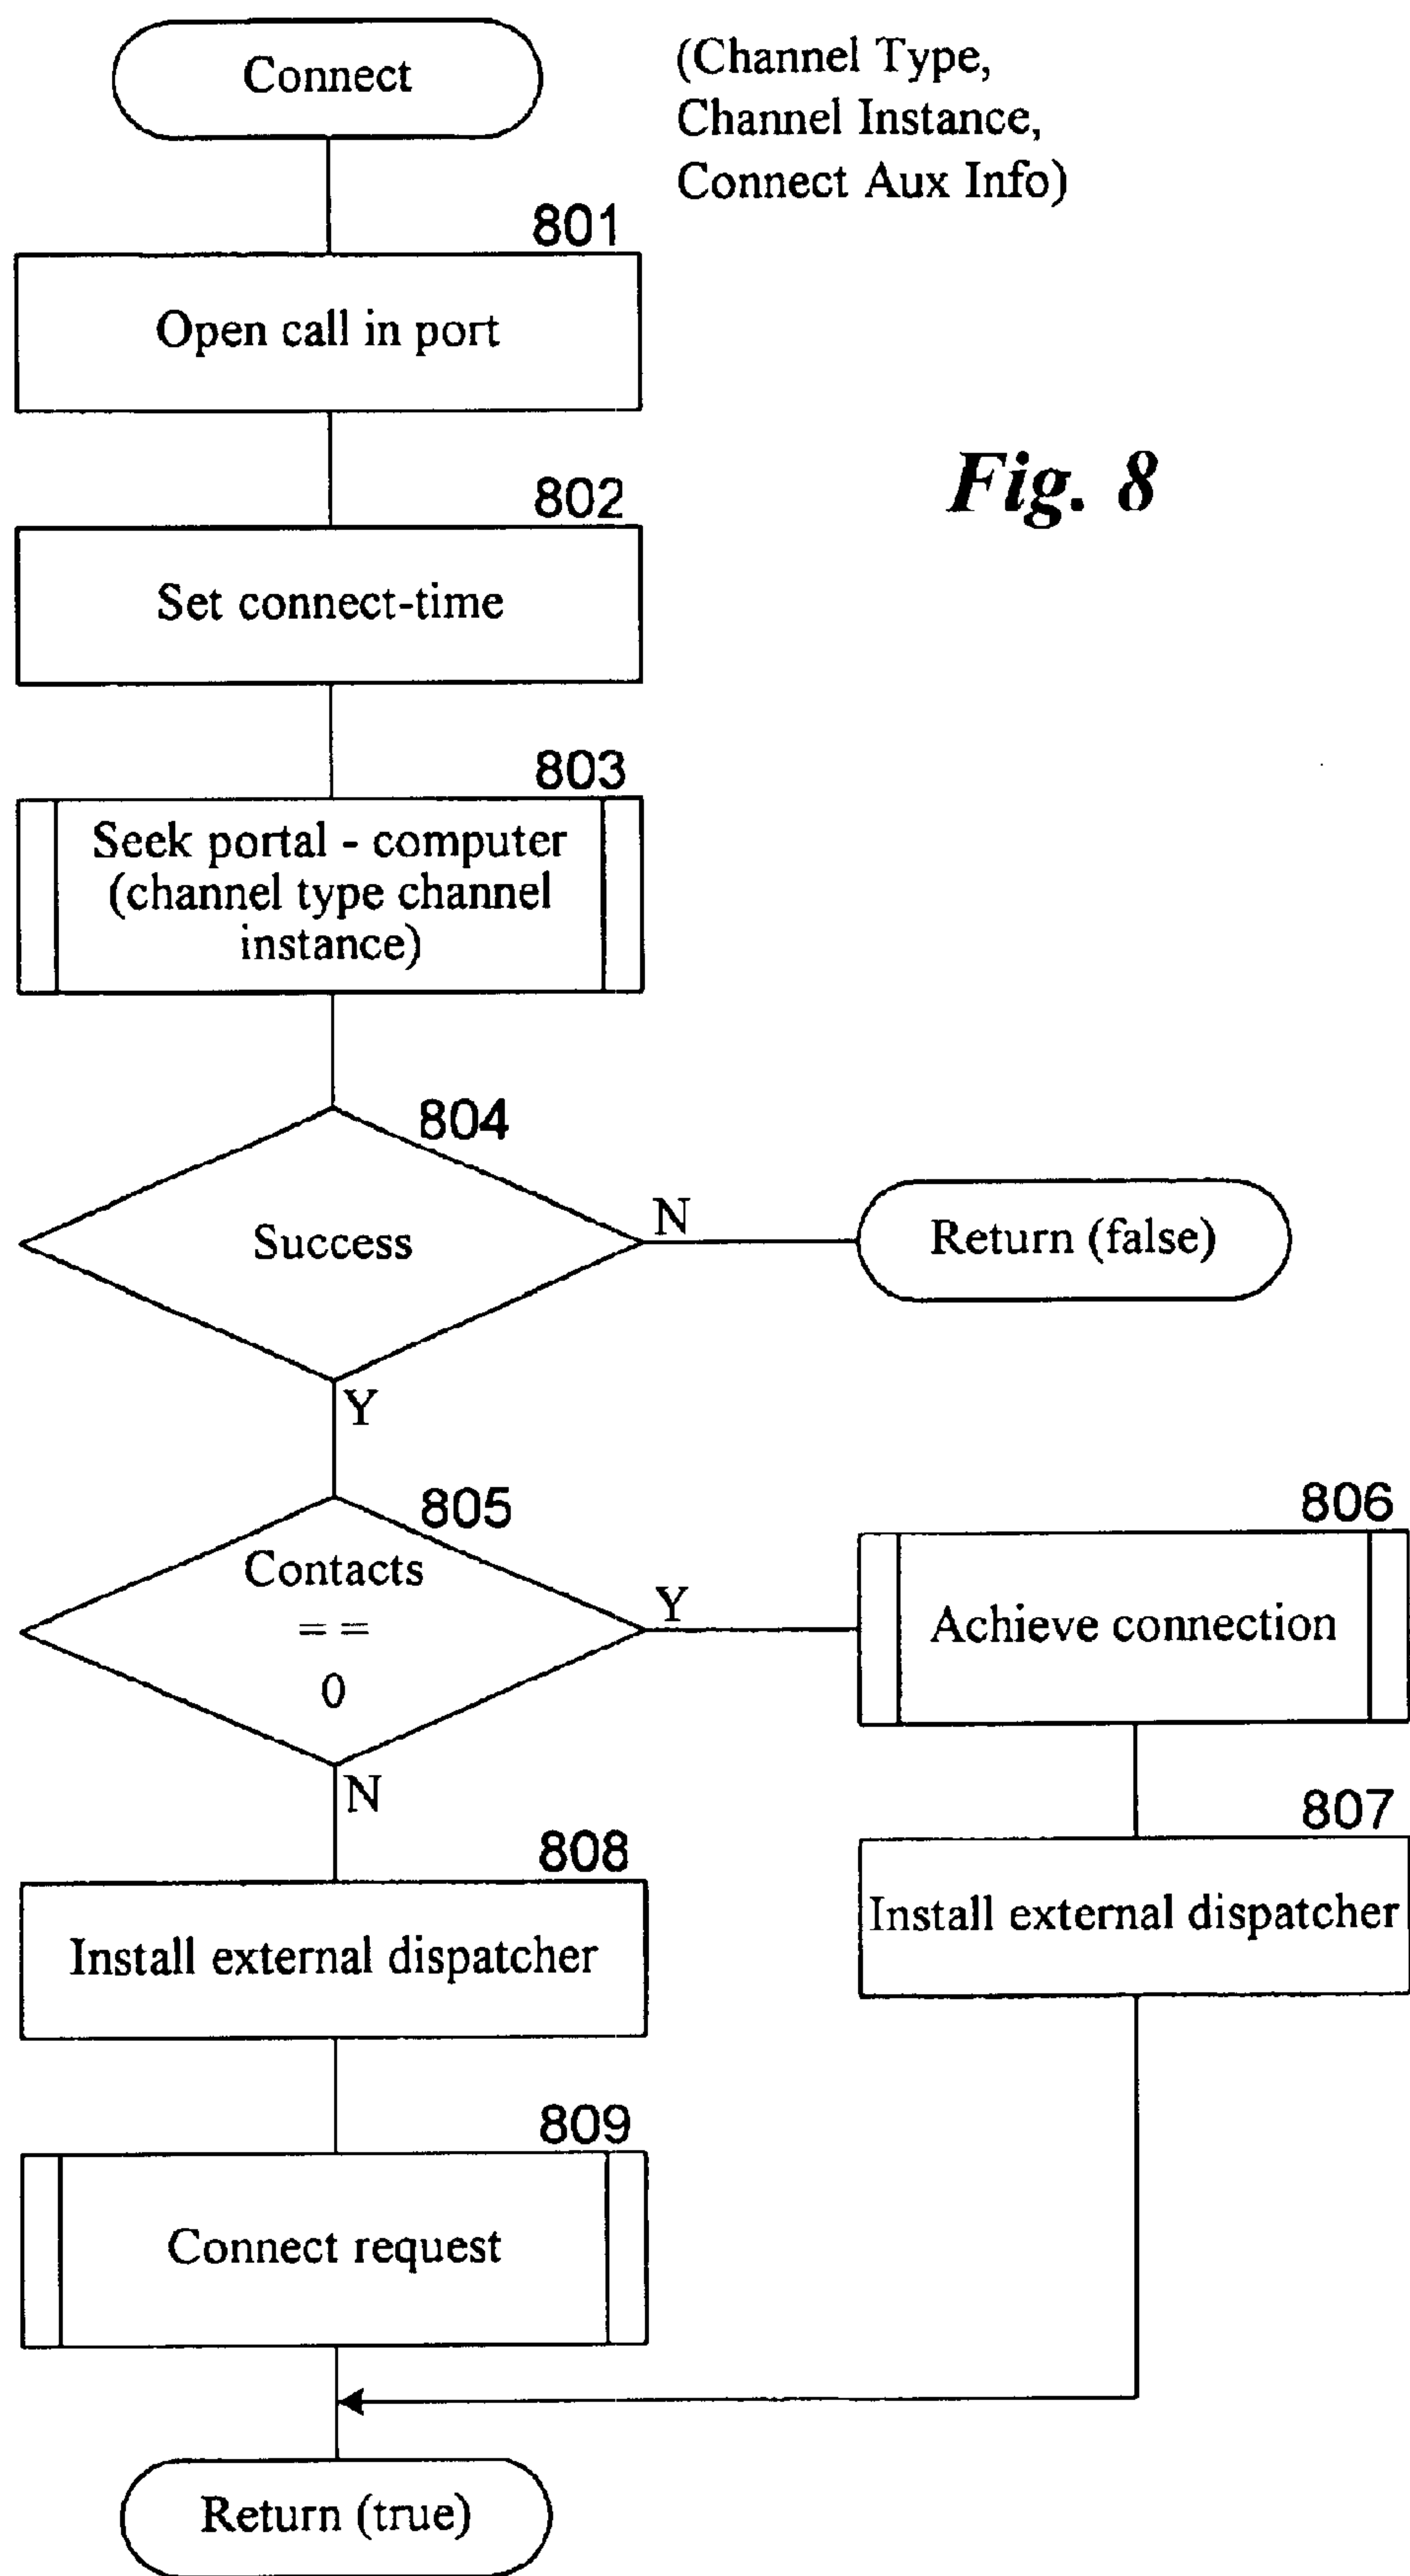 Connect
(Channel Type,
Channel Instance,
Connect Aux Info)
801
Open call in port
Fig. 8
802
Set connect-time
803
Seek portal - computer
(channel type channel
instance)
804
Success
N
Return (false)
Y
805
Contacts
==
0
Y
806
Achieve connection
N
807
Install external dispatcher
808
Install external dispatcher
809
Connect request
Return (true)